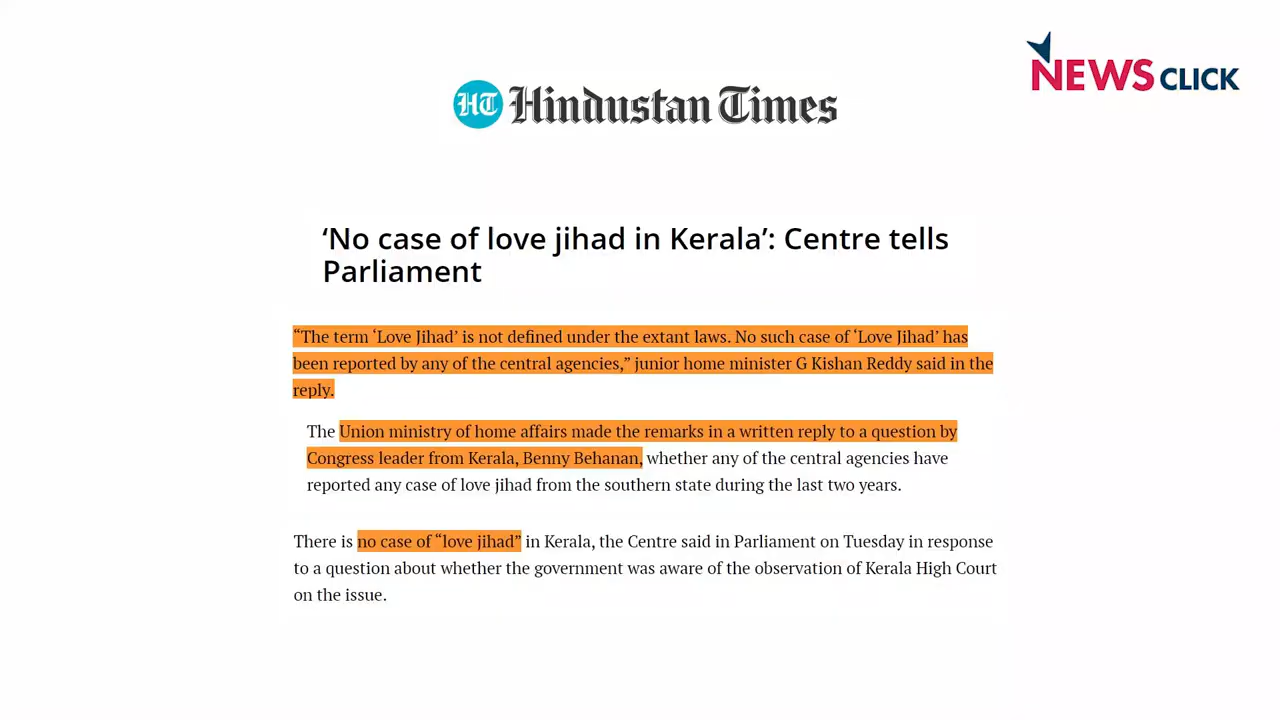 NEWS CLICK
HT Hindustan Times
‘No case of love jihad in Kerala’: Centre tells
Parliament
“The term ‘Love Jihad’ is not defined under the extant laws. No such case of ‘Love Jihad’ has
been reported by any of the central agencies,” junior home minister G Kishan Reddy said in the
reply.
The Union ministry of home affairs made the remarks in a written reply to a question by
Congress leader from Kerala, Benny Behanan, whether any of the central agencies have
reported any case of love jihad from the southern state during the last two years.
There is no case of “love jihad” in Kerala, the Centre said in Parliament on Tuesday in response
to a question about whether the government was aware of the observation of Kerala High Court
on the issue.